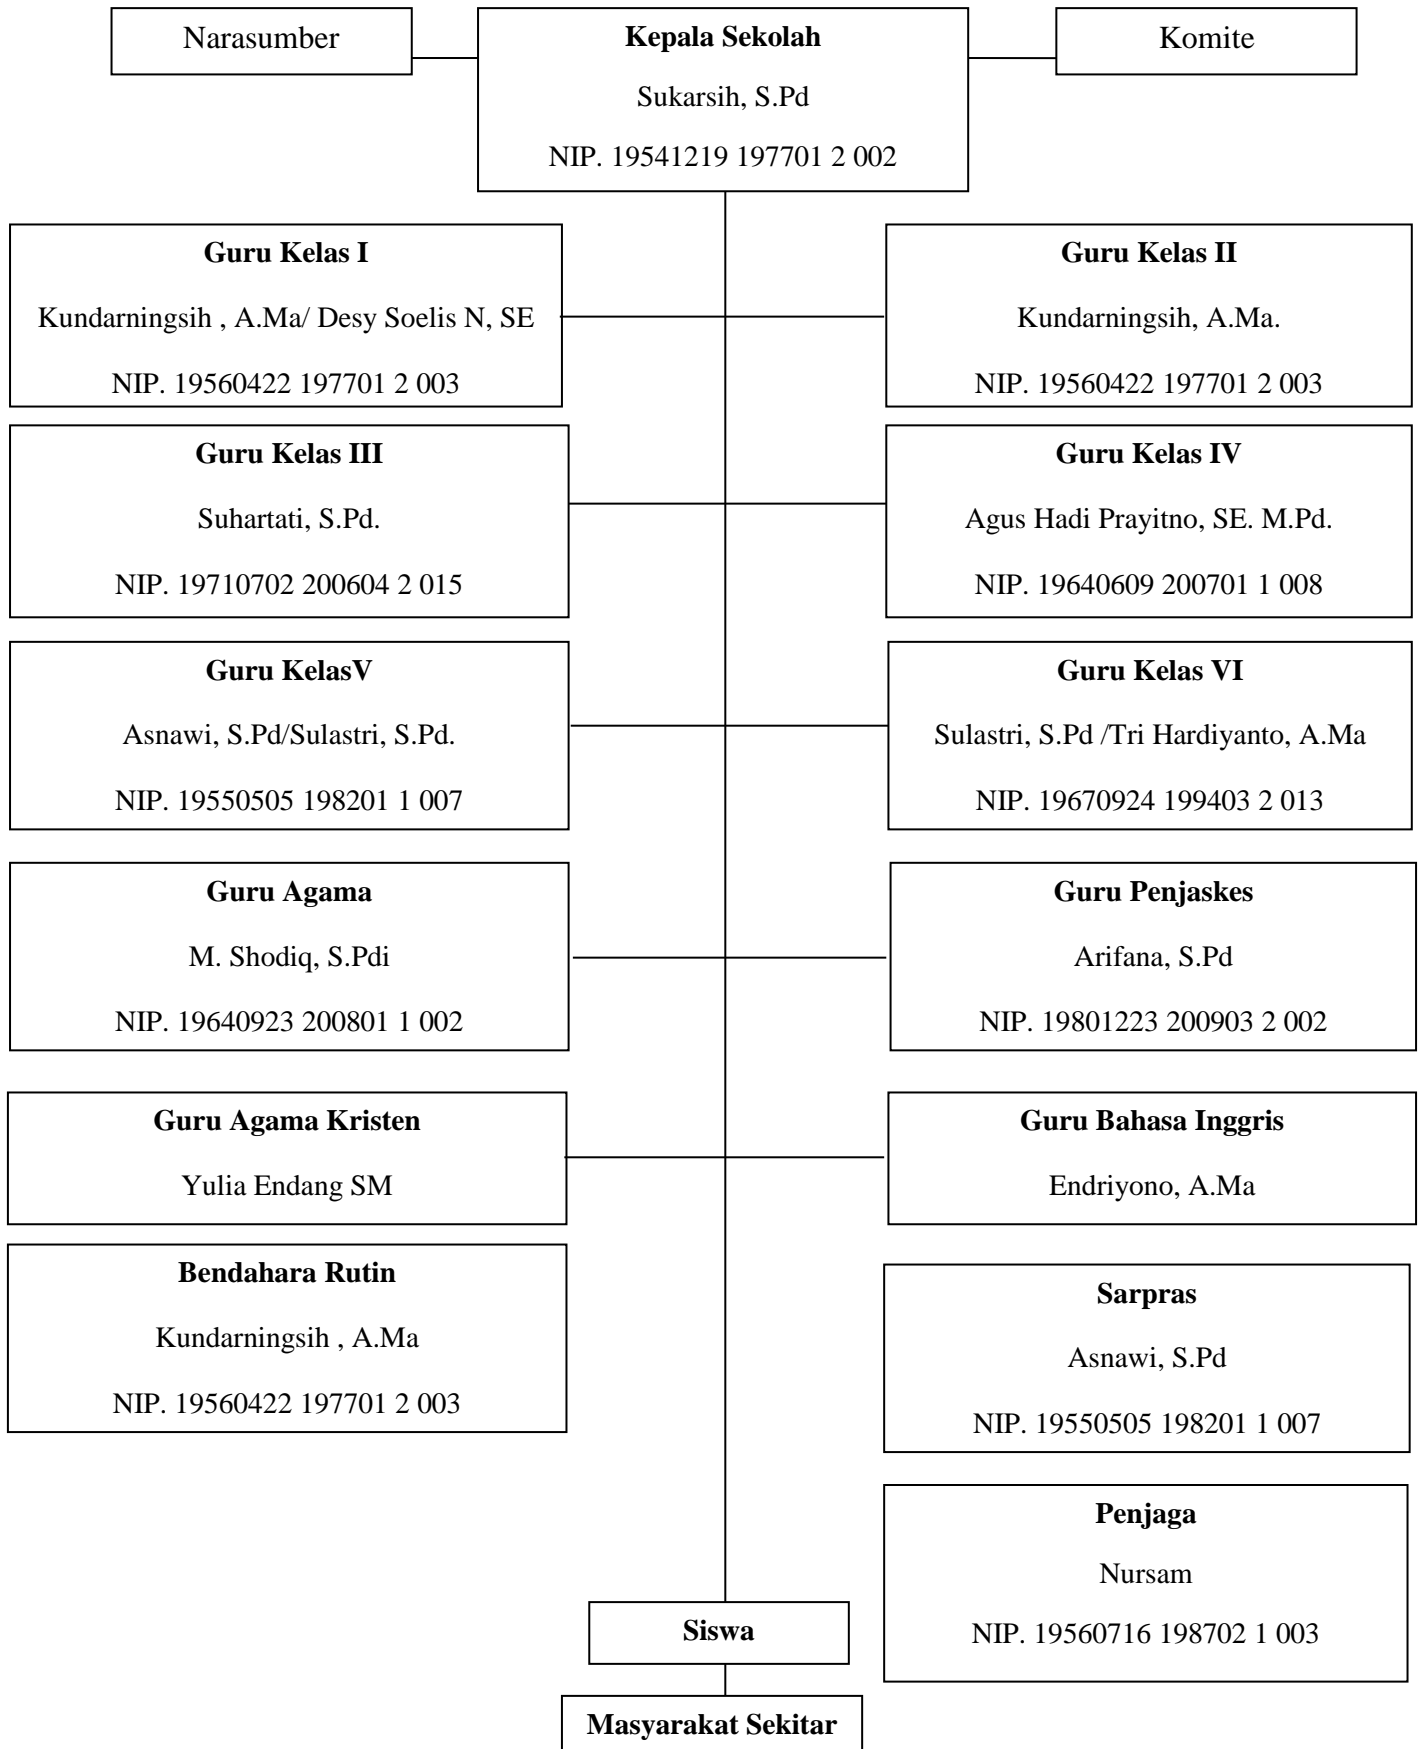 Narasumber
Kepala Sekolah
Sukarsih, S.Pd
NIP. 19541219 197701 2 002
Komite
Guru Kelas I
Kundarningsih , A.Ma/ Desy Soelis N, SE
NIP. 19560422 197701 2 003
Guru Kelas II
Kundarningsih, A.Ma.
NIP. 19560422 197701 2 003
Guru Kelas III
Suhartati, S.Pd.
NIP. 19710702 200604 2 015
Guru Kelas IV
Agus Hadi Prayitno, SE. M.Pd.
NIP. 19640609 200701 1 008
Guru KelasV
Asnawi, S.Pd/Sulastri, S.Pd.
NIP. 19550505 198201 1 007
Guru Kelas VI
Sulastri, S.Pd /Tri Hardiyanto, A.Ma
NIP. 19670924 199403 2 013
Guru Agama
M. Shodiq, S.Pdi
NIP. 19640923 200801 1 002
Guru Penjaskes
Arifana, S.Pd
NIP. 19801223 200903 2 002
Guru Agama Kristen
Yulia Endang SM
Guru Bahasa Inggris
Endriyono, A.Ma
Bendahara Rutin
Kundarningsih , A.Ma
NIP. 19560422 197701 2 003
Sarpras
Asnawi, S.Pd
NIP. 19550505 198201 1 007
Penjaga
Nursam
NIP. 19560716 198702 1 003
Siswa
Masyarakat Sekitar